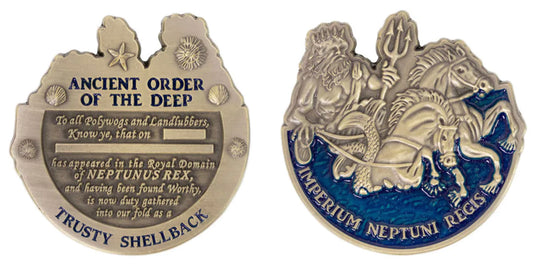 ANCIENT ORDER
OF THE DEEP
To all Polywogs and Landlubbers,
Know ye, that on
has appeared in the Royal Domain
of NEPTUNUS REX,
and having been found Worthy,
is now duty gathered
into our fold as a
TRUSTY SHELLBACK
IMPERIUM NEPTUNI REGIS